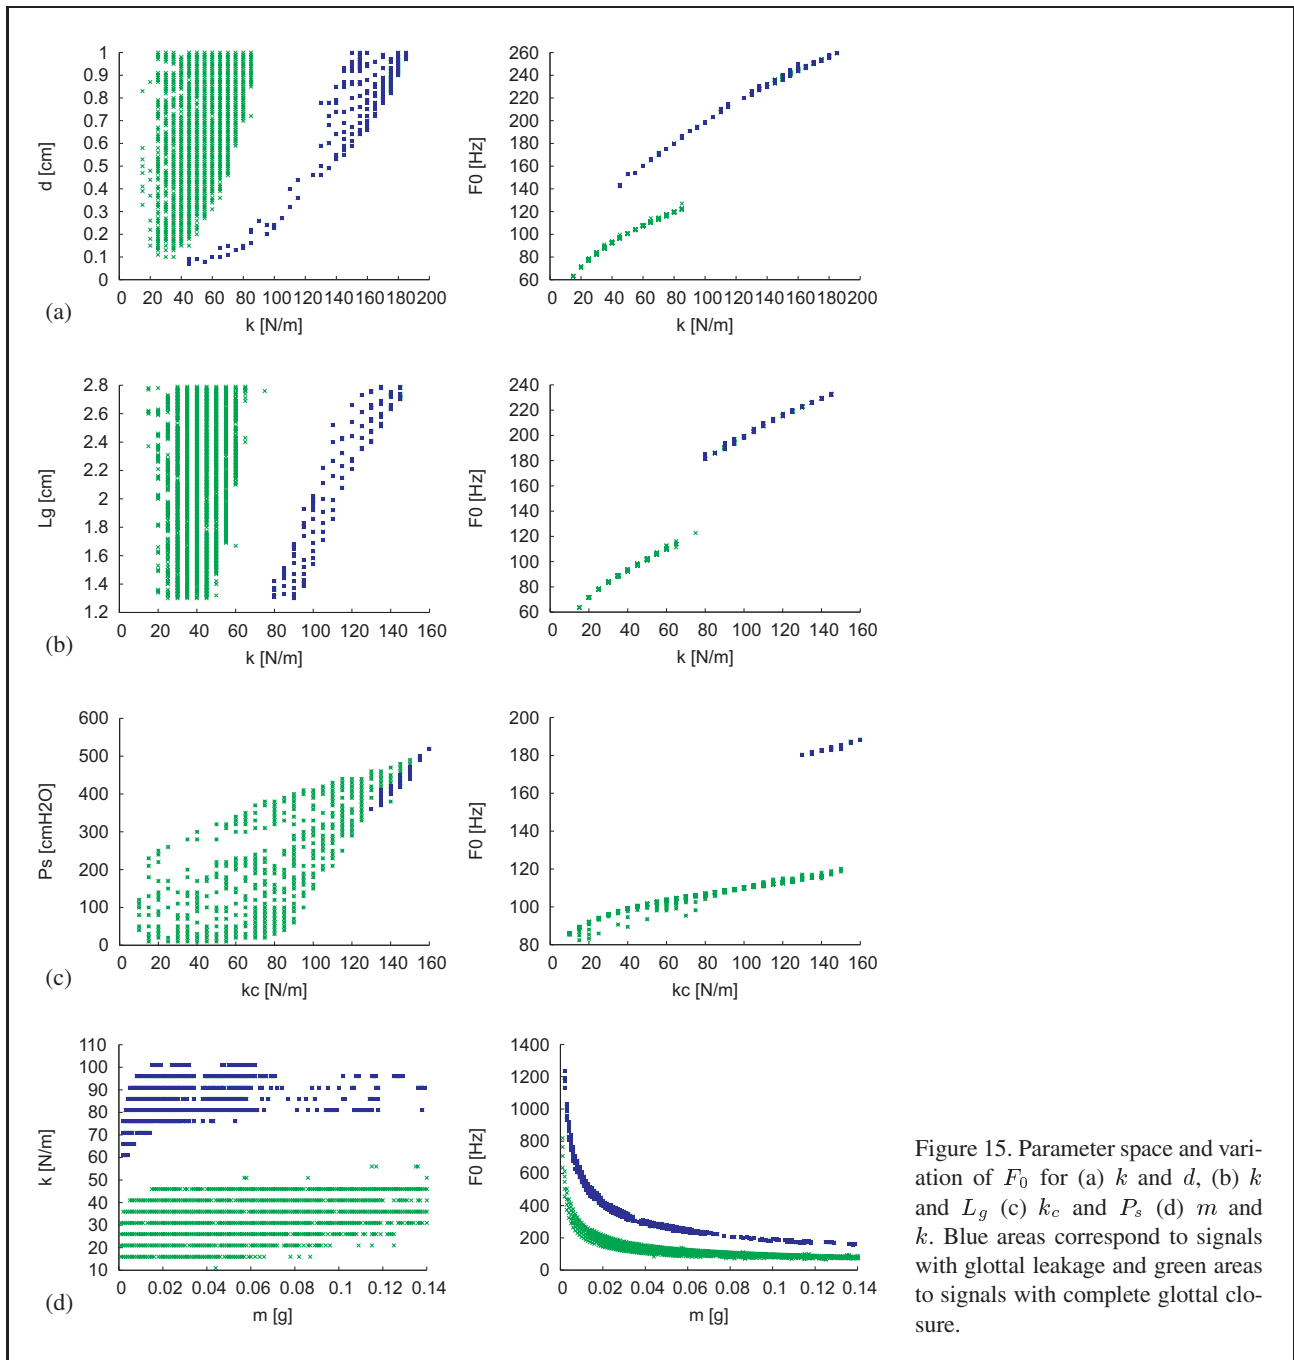 1
0.9
0.8
0.7
0.6
0.5
0.4
0.3
0.2
0.1
0
d [cm]
0 20 40 60 80 100120140160180 200
k [N/m]
260
240
220
200
180
160
140
120
100
80
60
F0 [Hz]
0 20 40 60 80 100120140160180 200
k [N/m]
(a)
2.8
2.6
2.4
2.2
2
1.8
1.6
1.4
1.2
Lg [cm]
0 20 40 60 80 100 120 140 160
k [N/m]
240
220
200
180
160
140
120
100
80
60
F0 [Hz]
0 20 40 60 80 100 120 140 160
k [N/m]
(b)
600
500
400
300
200
100
0
Ps [cmH2O]
0 20 40 60 80 100 120 140 160
kc [N/m]
200
180
160
140
120
100
80
F0 [Hz]
0 20 40 60 80 100 120 140 160
kc [N/m]
(c)
110
100
90
80
70
60
50
40
30
20
10
k [N/m]
0 0.02 0.04 0.06 0.08 0.1 0.12 0.14
m [g]
1400
1200
1000
800
600
400
200
0
F0 [Hz]
0 0.02 0.04 0.06 0.08 0.1 0.12 0.14
m [g]
(d)
Figure 15. Parameter space and vari-
ation of F0 for (a) k and d, (b) k
and Lg (c) kc and Ps (d) m and
k. Blue areas correspond to signals
with glottal leakage and green areas
to signals with complete glottal clo-
sure.